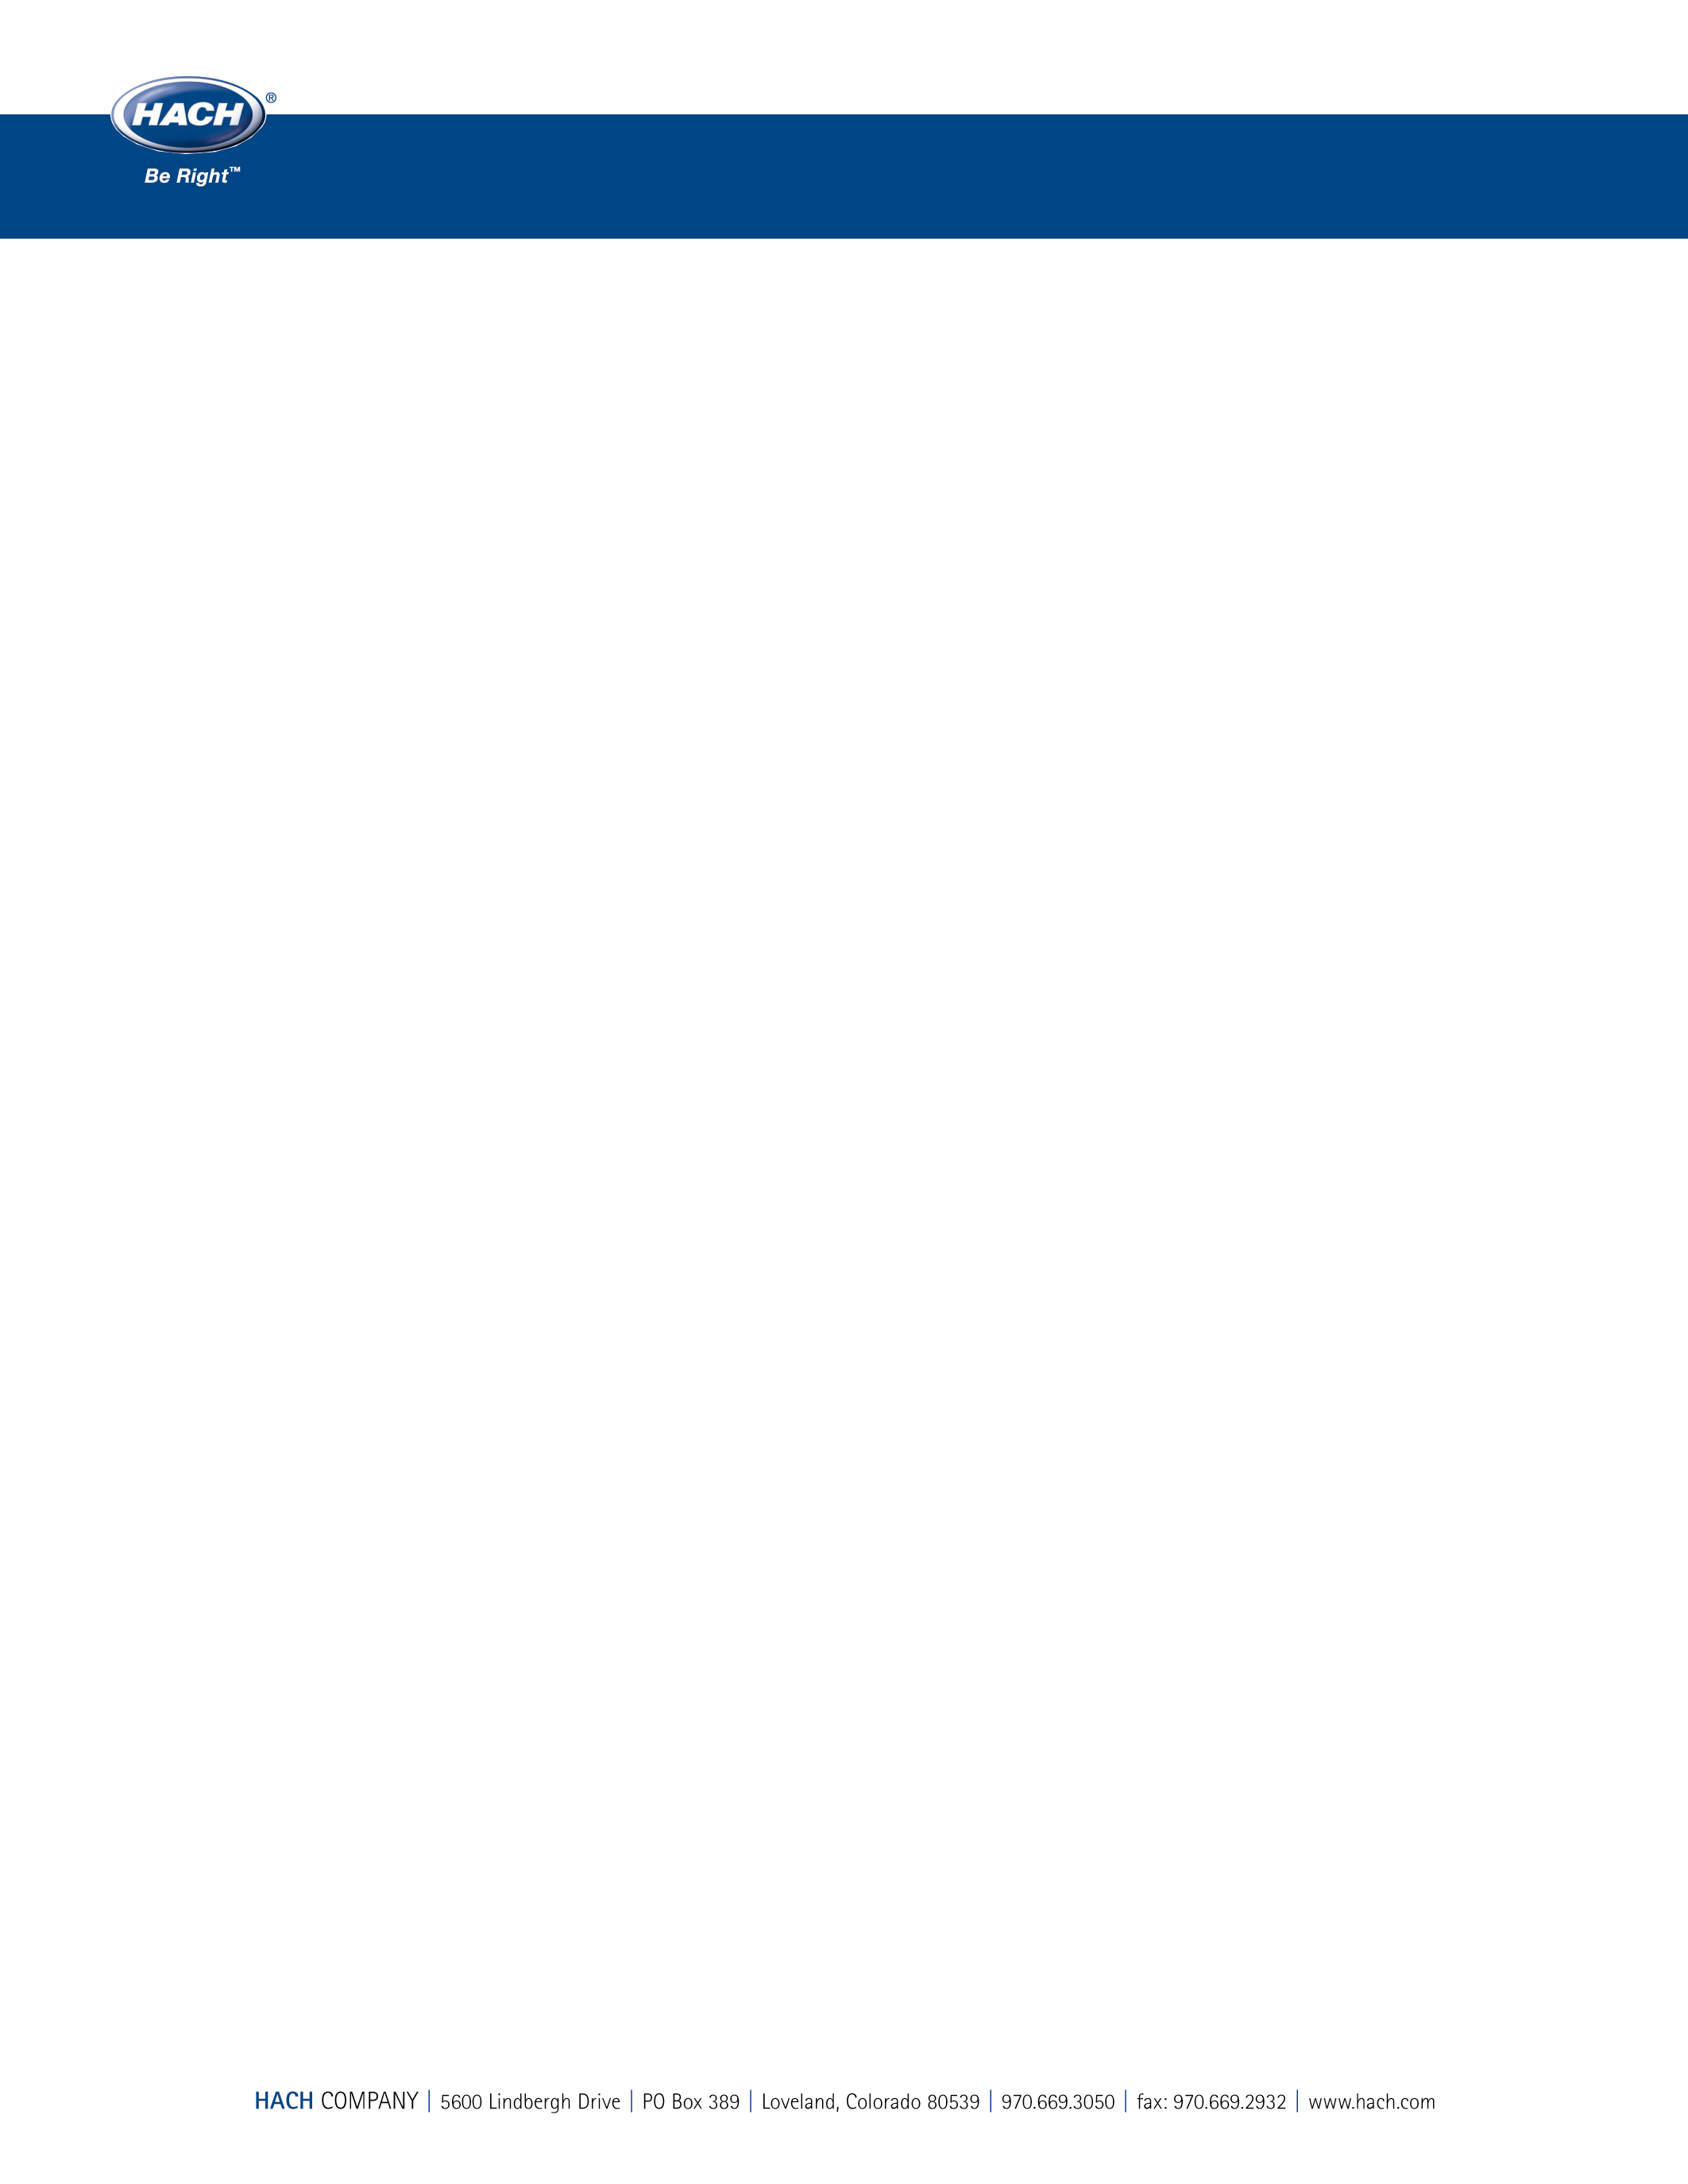 HACH®
Be Right™
HACH COMPANY | 5600 Lindbergh Drive | PO Box 389 | Loveland, Colorado 80539 | 970.669.3050 | fax: 970.669.2932 | www.hach.com